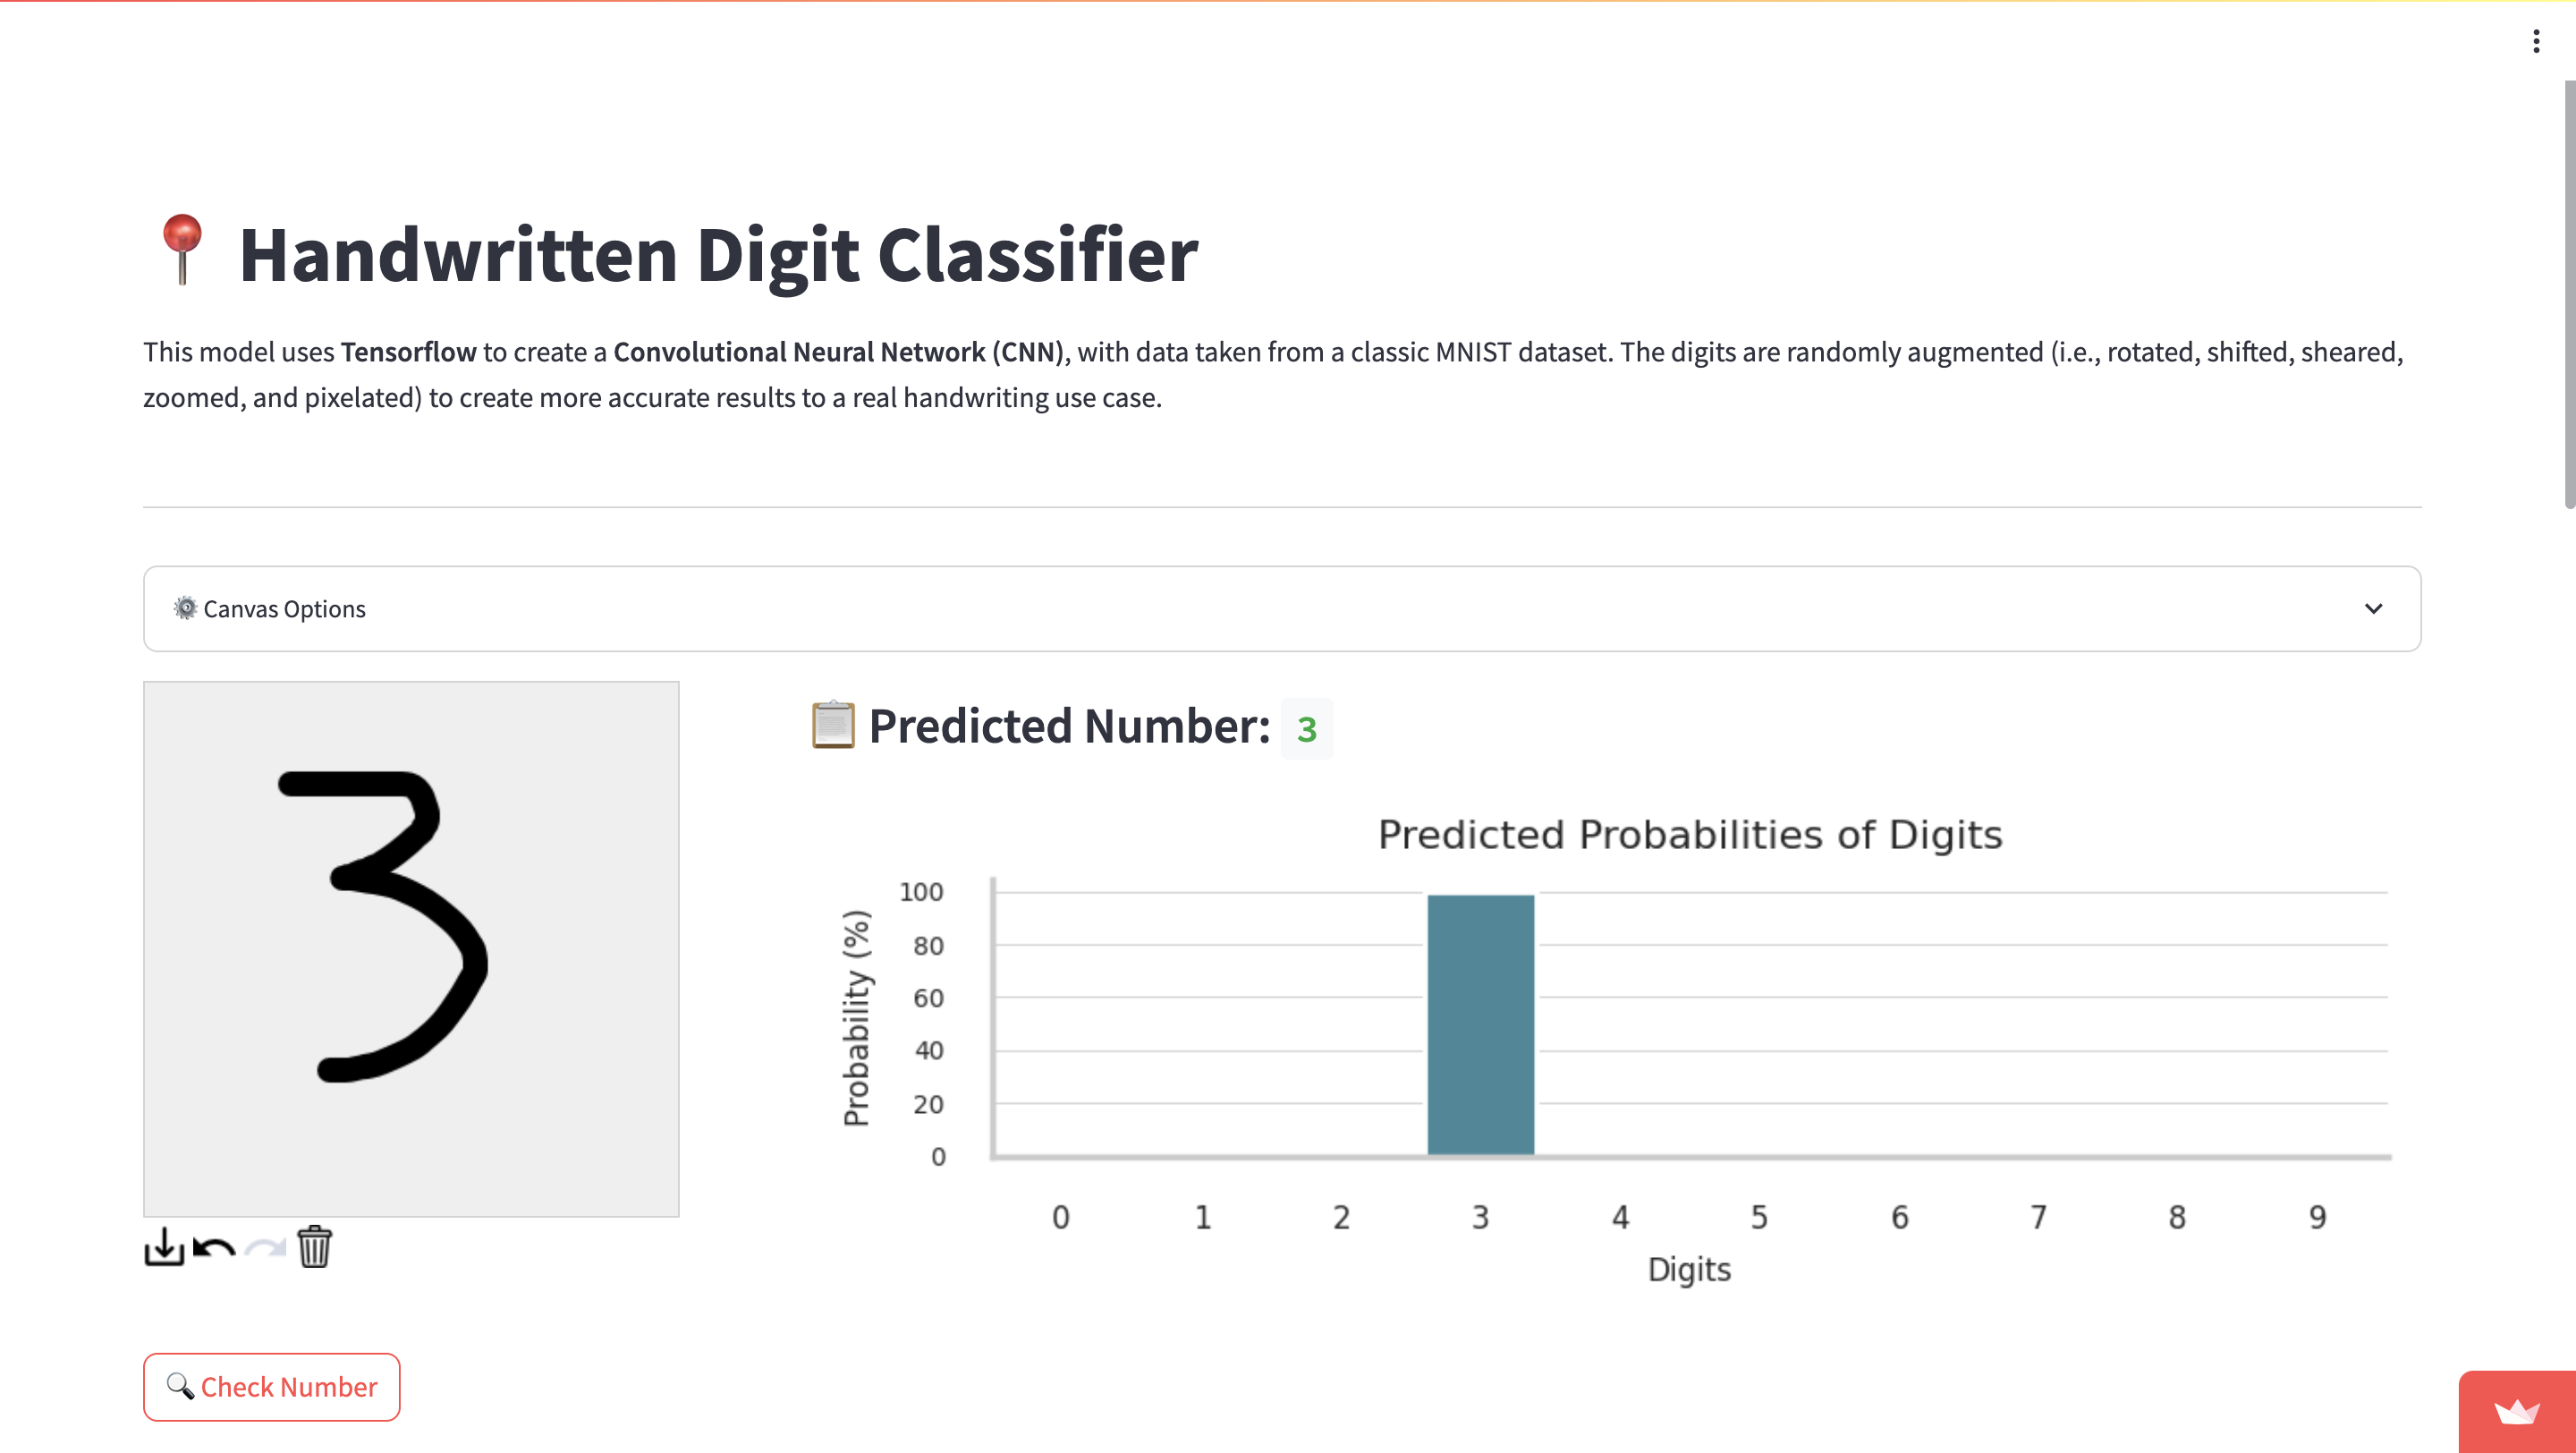 Handwritten Digit Classifier
This model uses Tensorflow to create a Convolutional Neural Network (CNN), with data taken from a classic MNIST dataset. The digits are randomly augmented (i.e., rotated, shifted, sheared,
zoomed, and pixelated) to create more accurate results to a real handwriting use case.
Canvas Options
3
Predicted Number: 3
Predicted Probabilities of Digits
Probability (%)
100
80
60
40
20
0
0 1 2 3 4 5 6 7 8 9
Digits
Check Number